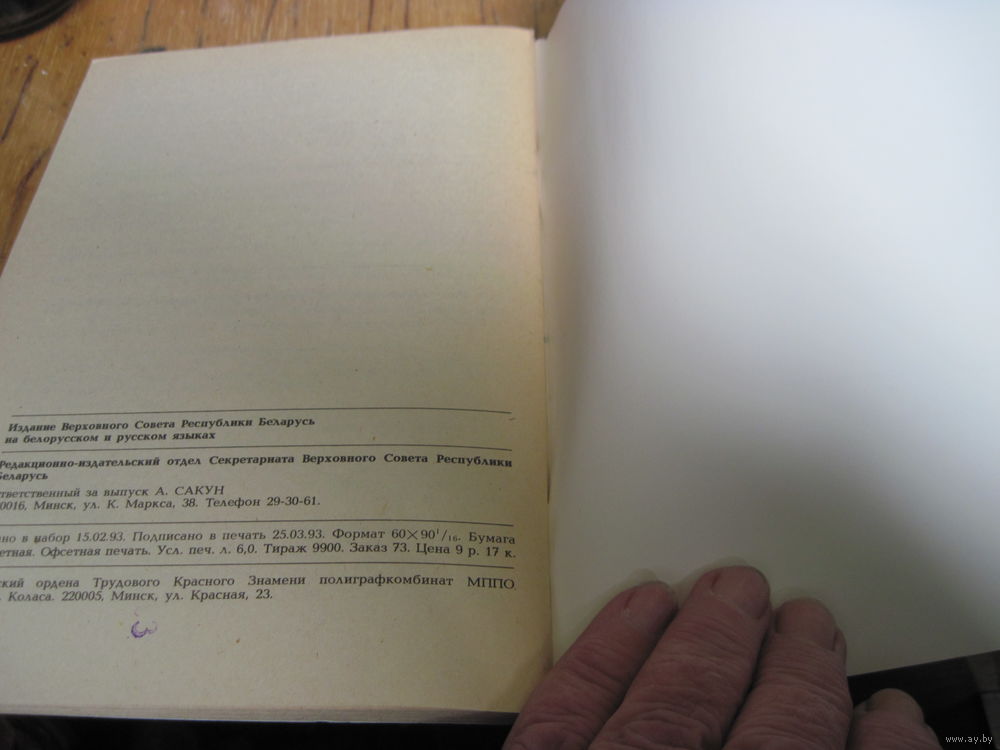 Издание Верховного Совета Республики Беларусь
на белорусском и русском языках
Редакционно-издательский отдел Секретариата Верховного Совета Республики
Беларусь
тветственный за выпуск А. САКУН
0016, Минск, ул. К. Маркса, 38. Телефон 29-30-61.
но в набор 15.02.93. Подписано в печать 25.03.93. Формат 60×90¹/₁₆. Бумага
етная. Офсетная печать. Усл. печ. л. 6,0. Тираж 9900. Заказ 73. Цена 9 р. 17 к.
ский ордена Трудового Красного Знамени полиграфкомбинат МППО
. Коласа. 220005, Минск, ул. Красная, 23.
www.ay.by